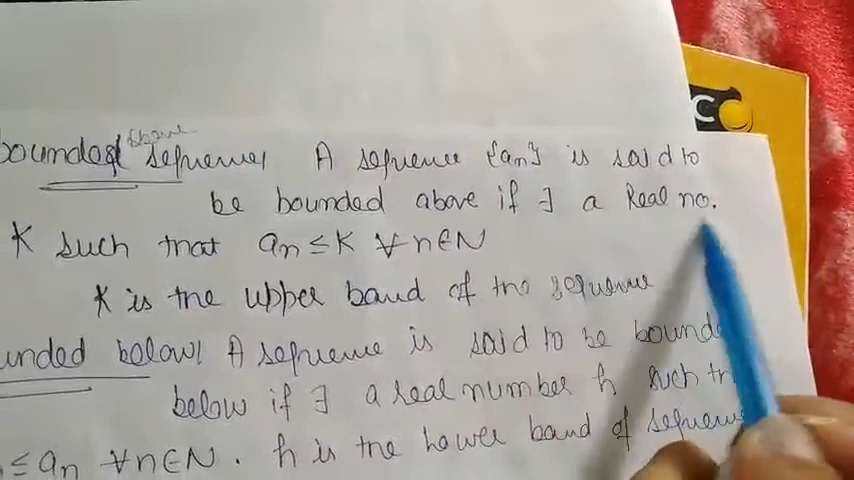 above
bounded sequence, A sequence {an} is said to
be bounded above if ∃ a Real no.
K such that an ≤ K ∀ n ∈ N
K is the upper band of the sequence
unded below! A sequence is said to be bounde
below if ∃ a real number h such
≤ an ∀ n ∈ N. h is the lower band of sequence